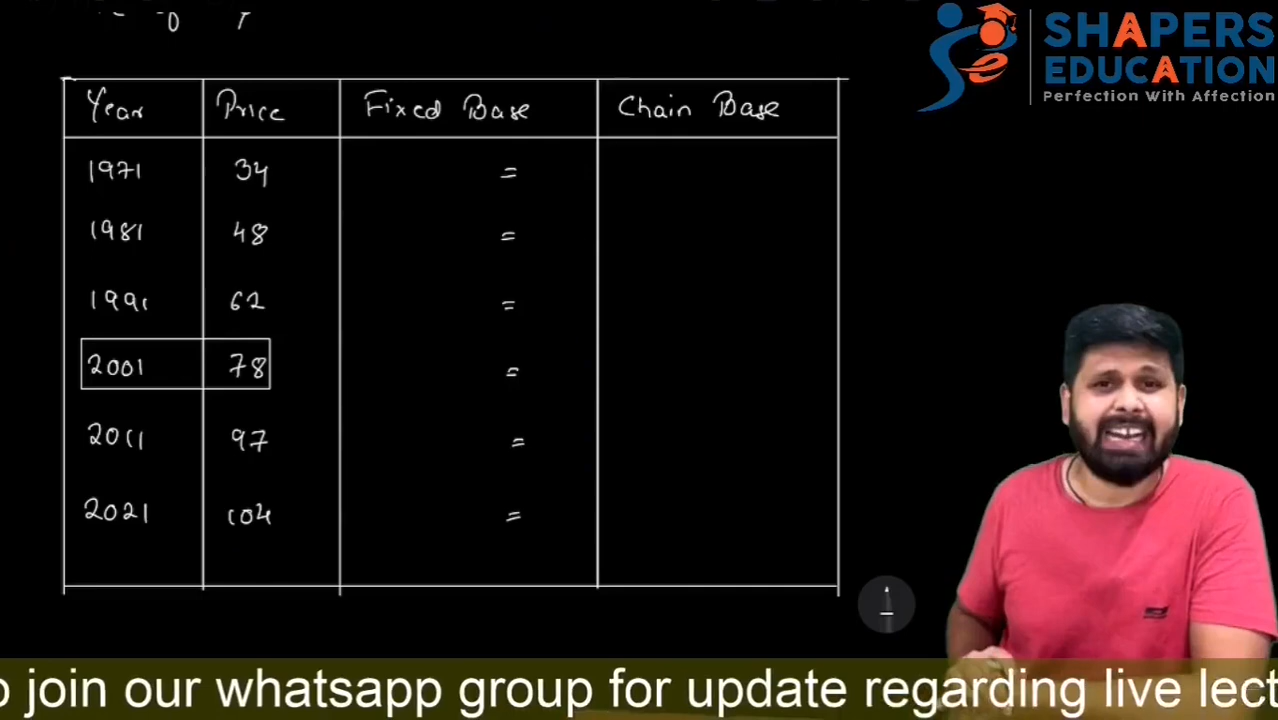 SHAPERS
EDUCATION
Perfection With Affection
Year Price Fixed Base Chain Base
1971 34 =
1981 48 =
1991 62 =
2001 78 =
2011 97 =
2021 104 =
join our whatsapp group for update regarding live lect